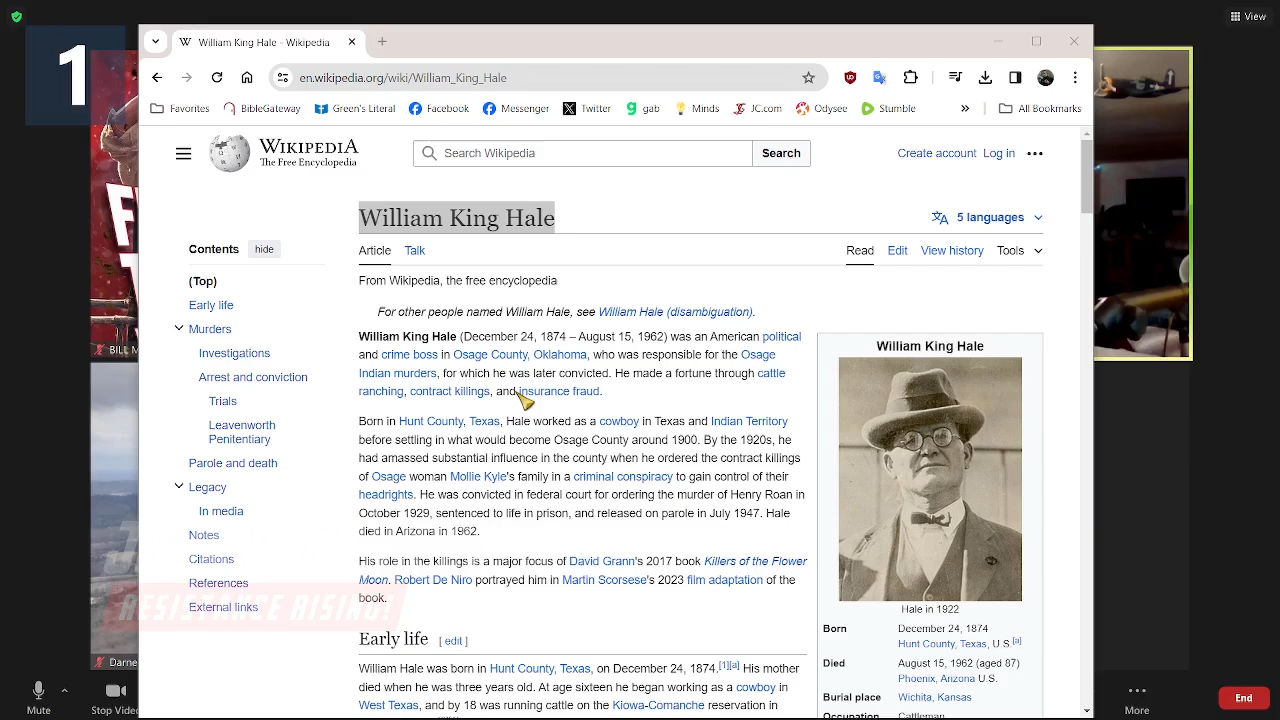 View
1
William King Hale - Wikipedia
en.wikipedia.org/wiki/William_King_Hale
Favorites BibleGateway Green's Literal Facebook Messenger Twitter gab Minds JC.com Odysee Stumble » All Bookmarks
WIKIPEDIA
The Free Encyclopedia
Search Wikipedia
Search
Create account Log in
William King Hale
5 languages
Contents hide
Article Talk
Read Edit View history Tools
(Top)
Early life
Murders
Investigations
Arrest and conviction
Trials
Leavenworth
Penitentiary
Parole and death
Legacy
In media
Notes
Citations
References
External links
From Wikipedia, the free encyclopedia
For other people named William Hale, see William Hale (disambiguation).
William King Hale (December 24, 1874 – August 15, 1962) was an American political
and crime boss in Osage County, Oklahoma, who was responsible for the Osage
Indian murders, for which he was later convicted. He made a fortune through cattle
ranching, contract killings, and insurance fraud.
Born in Hunt County, Texas, Hale worked as a cowboy in Texas and Indian Territory
before settling in what would become Osage County around 1900. By the 1920s, he
had amassed substantial influence in the county when he ordered the contract killings
of Osage woman Mollie Kyle's family in a criminal conspiracy to gain control of their
headrights. He was convicted in federal court for ordering the murder of Henry Roan in
October 1929, sentenced to life in prison, and released on parole in July 1947. Hale
died in Arizona in 1962.
His role in the killings is a major focus of David Grann's 2017 book Killers of the Flower
Moon. Robert De Niro portrayed him in Martin Scorsese's 2023 film adaptation of the
book.
Early life [ edit ]
William Hale was born in Hunt County, Texas, on December 24, 1874.[1][a] His mother
died when he was three years old. At age sixteen he began working as a cowboy in
West Texas, and by 18 was running cattle on the Kiowa-Comanche reservation in
William King Hale
Hale in 1922
Born December 24, 1874
Hunt County, Texas, U.S.[a]
Died August 15, 1962 (aged 87)
Phoenix, Arizona U.S.
Burial place Wichita, Kansas
Occupation Cattleman
BILL M
RESISTANCE RISING!
Darne
Mute
Stop Vide
More
End